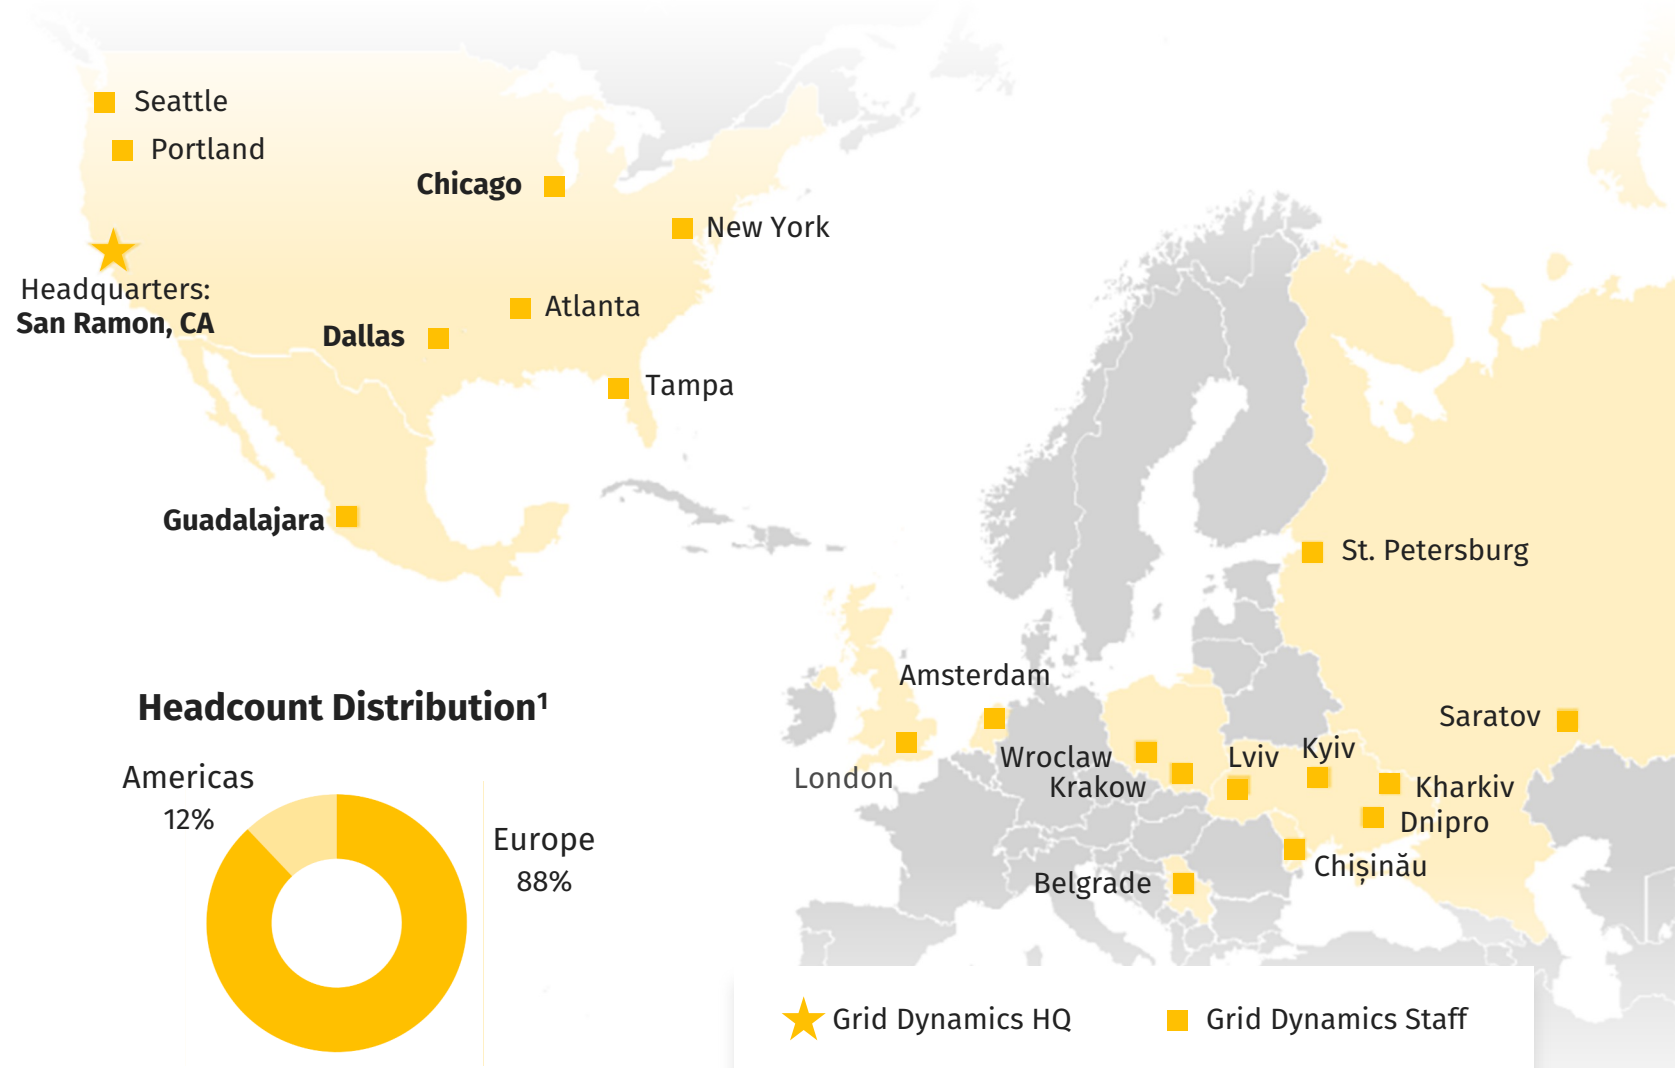 Seattle
Portland
Chicago
New York
Headquarters:
San Ramon, CA
Atlanta
Dallas
Tampa
Guadalajara
St. Petersburg
Amsterdam
London
Wroclaw
Krakow
Lviv
Kyiv
Saratov
Kharkiv
Dnipro
Chișinău
Belgrade
Headcount Distribution¹
Americas
12%
Europe
88%
Grid Dynamics HQ
Grid Dynamics Staff